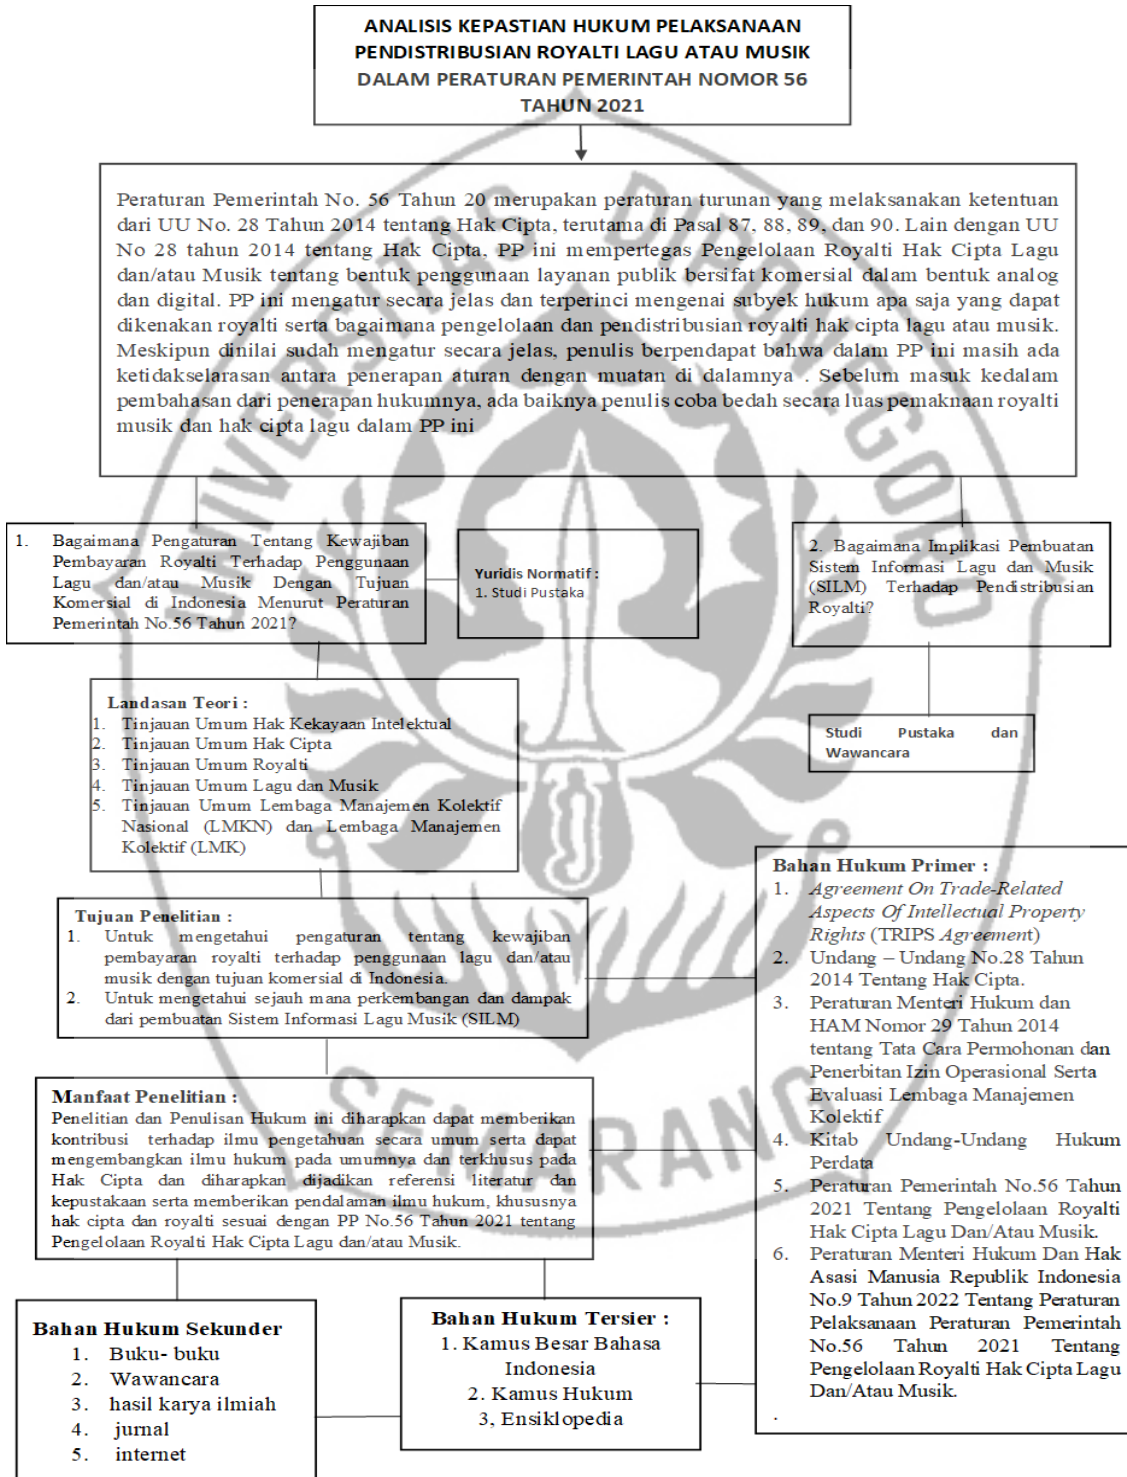 ANALISIS KEPASTIAN HUKUM PELAKSANAAN
PENDISTRIBUSIAN ROYALTI LAGU ATAU MUSIK
DALAM PERATURAN PEMERINTAH NOMOR 56
TAHUN 2021
Peraturan Pemerintah No. 56 Tahun 20 merupakan peraturan turunan yang melaksanakan ketentuan
dari UU No. 28 Tahun 2014 tentang Hak Cipta, terutama di Pasal 87, 88, 89, dan 90. Lain dengan UU
No 28 tahun 2014 tentang Hak Cipta, PP ini mempertegas Pengelolaan Royalti Hak Cipta Lagu
dan/atau Musik tentang bentuk penggunaan layanan publik bersifat komersial dalam bentuk analog
dan digital. PP ini mengatur secara jelas dan terperinci mengenai subyek hukum apa saja yang dapat
dikenakan royalti serta bagaimana pengelolaan dan pendistribusian royalti hak cipta lagu atau musik.
Meskipun dinilai sudah mengatur secara jelas, penulis berpendapat bahwa dalam PP ini masih ada
ketidakselarasan antara penerapan aturan dengan muatan di dalamnya . Sebelum masuk kedalam
pembahasan dari penerapan hukumnya, ada baiknya penulis coba bedah secara luas pemaknaan royalti
musik dan hak cipta lagu dalam PP ini
1. Bagaimana Pengaturan Tentang Kewajiban
Pembayaran Royalti Terhadap Penggunaan
Lagu dan/atau Musik Dengan Tujuan
Komersial di Indonesia Menurut Peraturan
Pemerintah No.56 Tahun 2021?
Yuridis Normatif :
1. Studi Pustaka
2. Bagaimana Implikasi Pembuatan
Sistem Informasi Lagu dan Musik
(SILM) Terhadap Pendistribusian
Royalti?
Landasan Teori :
1. Tinjauan Umum Hak Kekayaan Intelektual
2. Tinjauan Umum Hak Cipta
3. Tinjauan Umum Royalti
4. Tinjauan Umum Lagu dan Musik
5. Tinjauan Umum Lembaga Manajemen Kolektif
Nasional (LMKN) dan Lembaga Manajemen
Kolektif (LMK)
Studi Pustaka dan
Wawancara
Tujuan Penelitian :
1. Untuk mengetahui pengaturan tentang kewajiban
pembayaran royalti terhadap penggunaan lagu dan/atau
musik dengan tujuan komersial di Indonesia.
2. Untuk mengetahui sejauh mana perkembangan dan dampak
dari pembuatan Sistem Informasi Lagu Musik (SILM)
Manfaat Penelitian :
Penelitian dan Penulisan Hukum ini diharapkan dapat memberikan
kontribusi terhadap ilmu pengetahuan secara umum serta dapat
mengembangkan ilmu hukum pada umumnya dan terkhusus pada
Hak Cipta dan diharapkan dijadikan referensi literatur dan
kepustakaan serta memberikan pendalaman ilmu hukum, khususnya
hak cipta dan royalti sesuai dengan PP No.56 Tahun 2021 tentang
Pengelolaan Royalti Hak Cipta Lagu dan/atau Musik.
Bahan Hukum Primer :
1. Agreement On Trade-Related
Aspects Of Intellectual Property
Rights (TRIPS Agreement)
2. Undang – Undang No.28 Tahun
2014 Tentang Hak Cipta.
3. Peraturan Menteri Hukum dan
HAM Nomor 29 Tahun 2014
tentang Tata Cara Permohonan dan
Penerbitan Izin Operasional Serta
Evaluasi Lembaga Manajemen
Kolektif
4. Kitab Undang-Undang Hukum
Perdata
5. Peraturan Pemerintah No.56 Tahun
2021 Tentang Pengelolaan Royalti
Hak Cipta Lagu Dan/Atau Musik.
6. Peraturan Menteri Hukum Dan Hak
Asasi Manusia Republik Indonesia
No.9 Tahun 2022 Tentang Peraturan
Pelaksanaan Peraturan Pemerintah
No.56 Tahun 2021 Tentang
Pengelolaan Royalti Hak Cipta Lagu
Dan/Atau Musik.
.
Bahan Hukum Sekunder
1. Buku- buku
2. Wawancara
3. hasil karya ilmiah
4. jurnal
5. internet
Bahan Hukum Tersier :
1. Kamus Besar Bahasa
Indonesia
2. Kamus Hukum
3, Ensiklopedia
UNIVERSITAS DIPONEGORO
SEMARANG